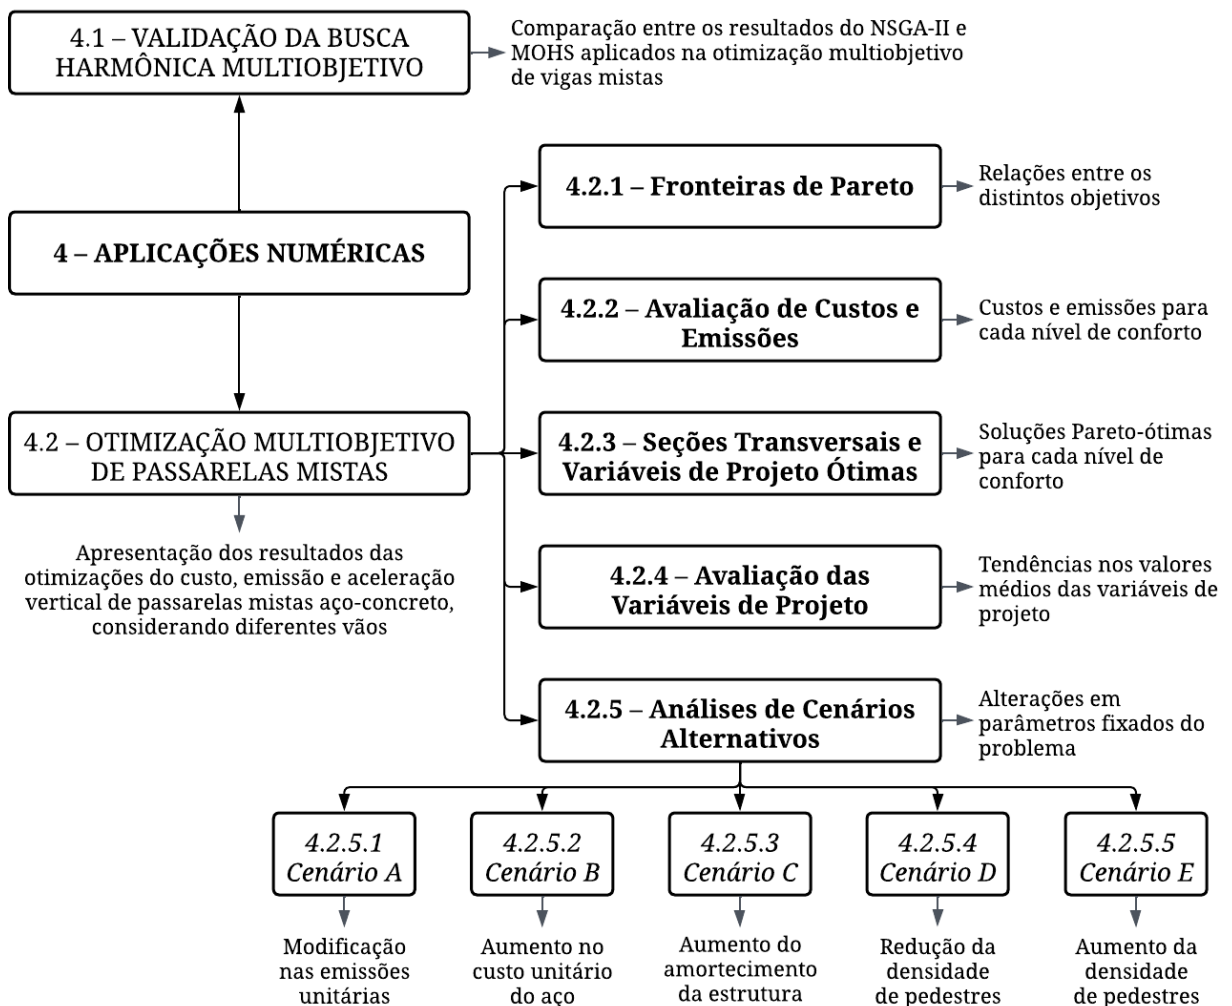 4.1 – VALIDAÇÃO DA BUSCA
HARMÔNICA MULTIOBJETIVO
Comparação entre os resultados do NSGA-II e
MOHS aplicados na otimização multiobjetivo
de vigas mistas
4 – APLICAÇÕES NUMÉRICAS
4.2 – OTIMIZAÇÃO MULTIOBJETIVO
DE PASSARELAS MISTAS
Apresentação dos resultados das
otimizações do custo, emissão e aceleração
vertical de passarelas mistas aço-concreto,
considerando diferentes vãos
4.2.1 – Fronteiras de Pareto
Relações entre os
distintos objetivos
4.2.2 – Avaliação de Custos e
Emissões
Custos e emissões para
cada nível de conforto
4.2.3 – Seções Transversais e
Variáveis de Projeto Ótimas
Soluções Pareto-ótimas
para cada nível de
conforto
4.2.4 – Avaliação das
Variáveis de Projeto
Tendências nos valores
médios das variáveis de
projeto
4.2.5 – Análises de Cenários
Alternativos
Alterações em
parâmetros fixados do
problema
4.2.5.1
Cenário A
Modificação
nas emissões
unitárias
4.2.5.2
Cenário B
Aumento no
custo unitário
do aço
4.2.5.3
Cenário C
Aumento do
amortecimento
da estrutura
4.2.5.4
Cenário D
Redução da
densidade
de pedestres
4.2.5.5
Cenário E
Aumento da
densidade
de pedestres